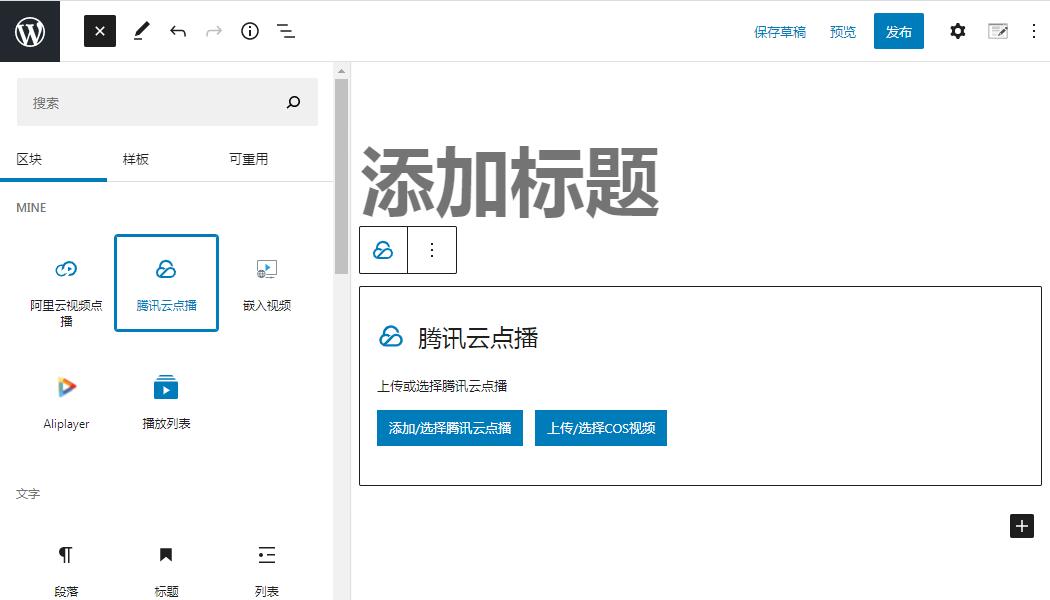 保存草稿 预览 发布
搜索
区块 样板 可重用
MINE
阿里云视频点
播
腾讯云点播
嵌入视频
Aliplayer
播放列表
文字
段落
标题
列表
添加标题
腾讯云点播
上传或选择腾讯云点播
添加/选择腾讯云点播 上传/选择COS视频